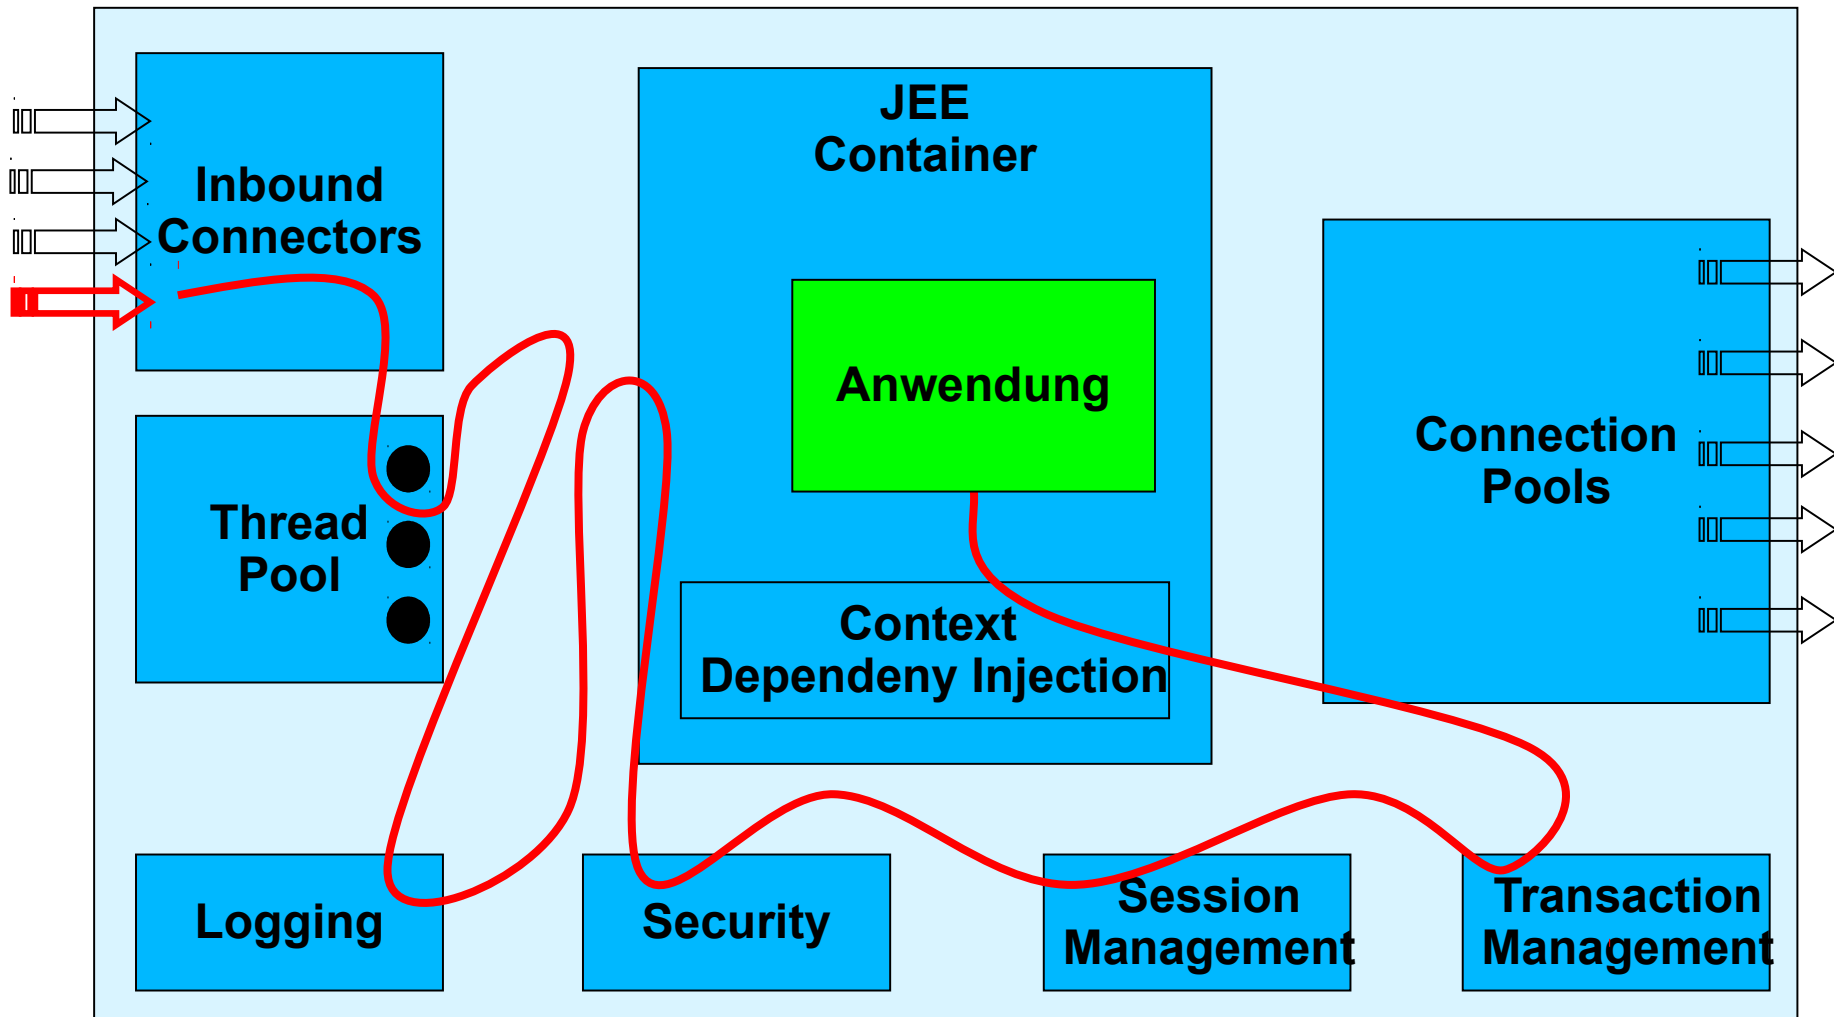 JEE
Container
Inbound
Connectors
Anwendung
Connection
Pools
Thread
Pool
Context
Dependeny Injection
Logging
Security
Session
Management
Transaction
Management